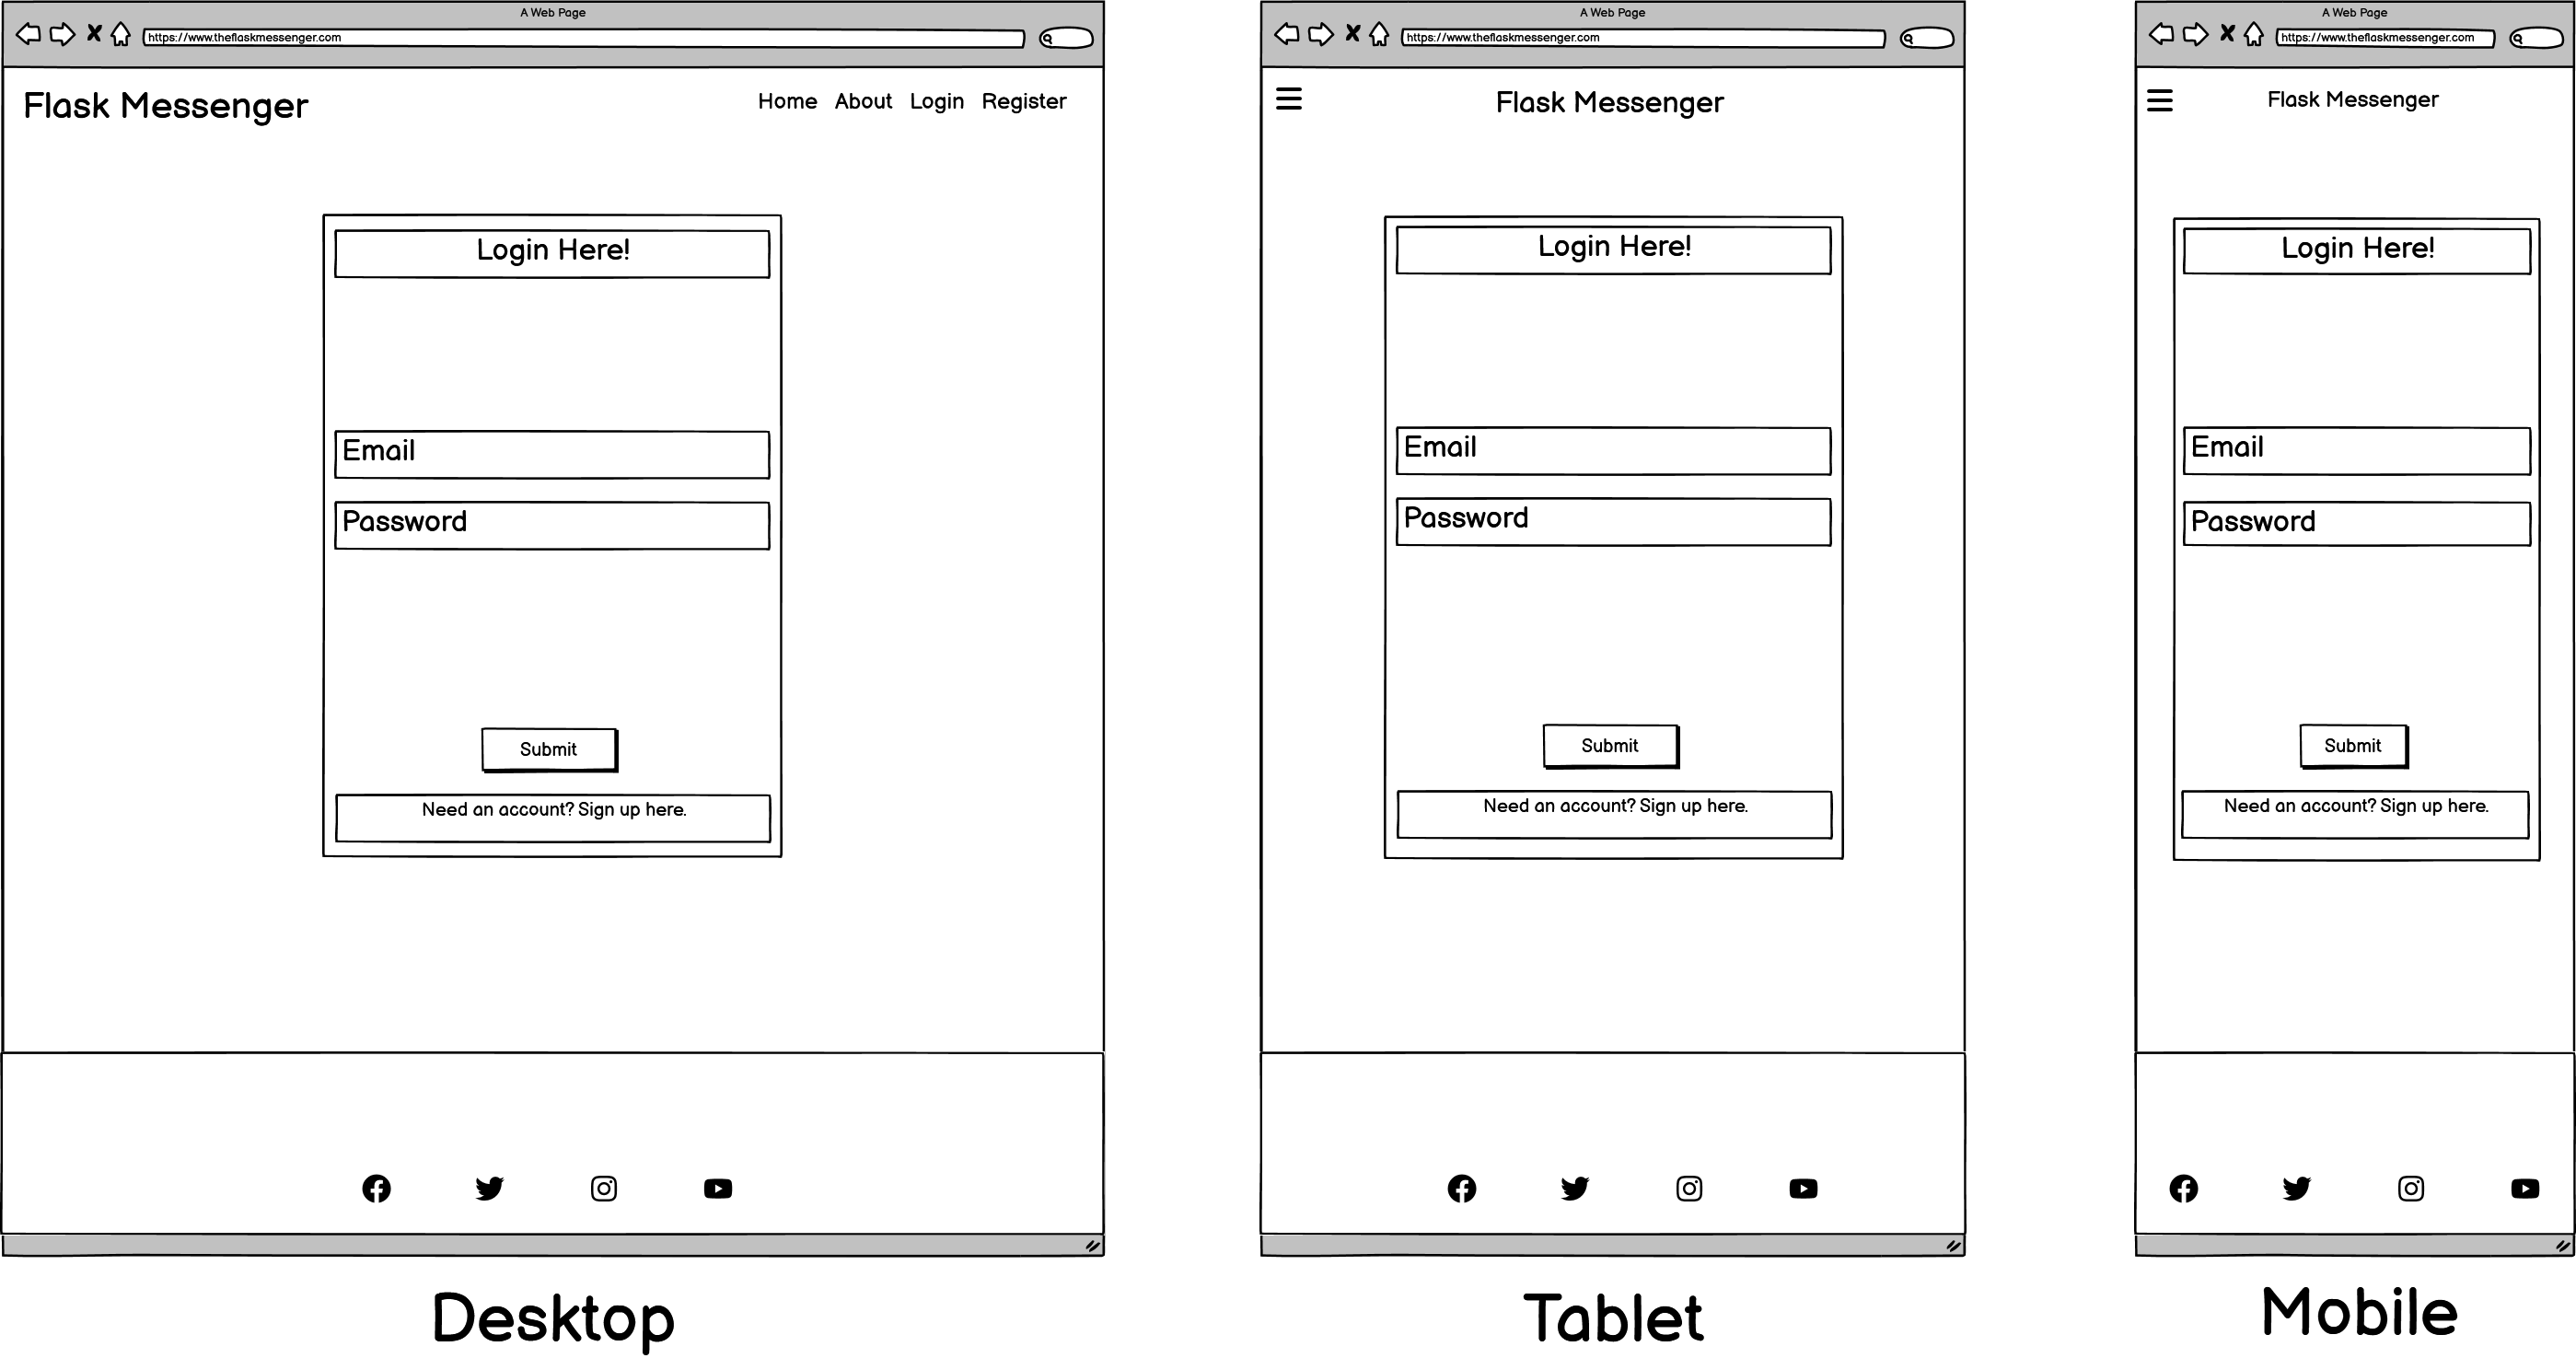 A Web Page
https://www.theflaskmessenger.com
Flask Messenger
Home About Login Register
Login Here!
Email
Password
Submit
Need an account? Sign up here.
Desktop
A Web Page
https://www.theflaskmessenger.com
Flask Messenger
Login Here!
Email
Password
Submit
Need an account? Sign up here.
Tablet
A Web Page
https://www.theflaskmessenger.com
Flask Messenger
Login Here!
Email
Password
Submit
Need an account? Sign up here.
Mobile